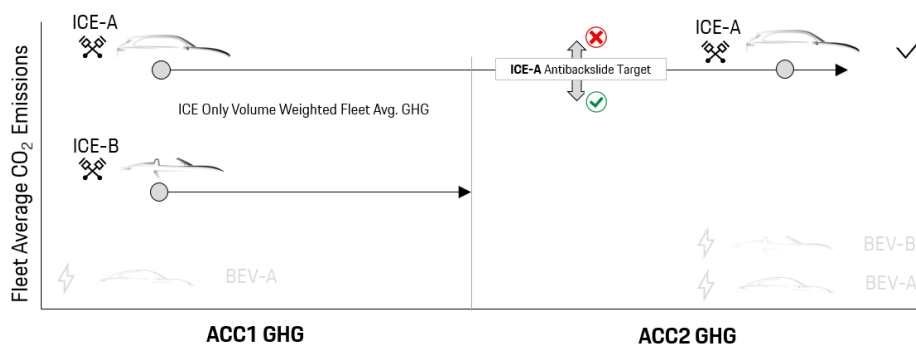 ICE-A
ICE-A
ICE-A Antibackslide Target
ICE Only Volume Weighted Fleet Avg. GHG
ICE-B
BEV-B
BEV-A
BEV-A
Fleet Average CO₂ Emissions
ACC1 GHG
ACC2 GHG